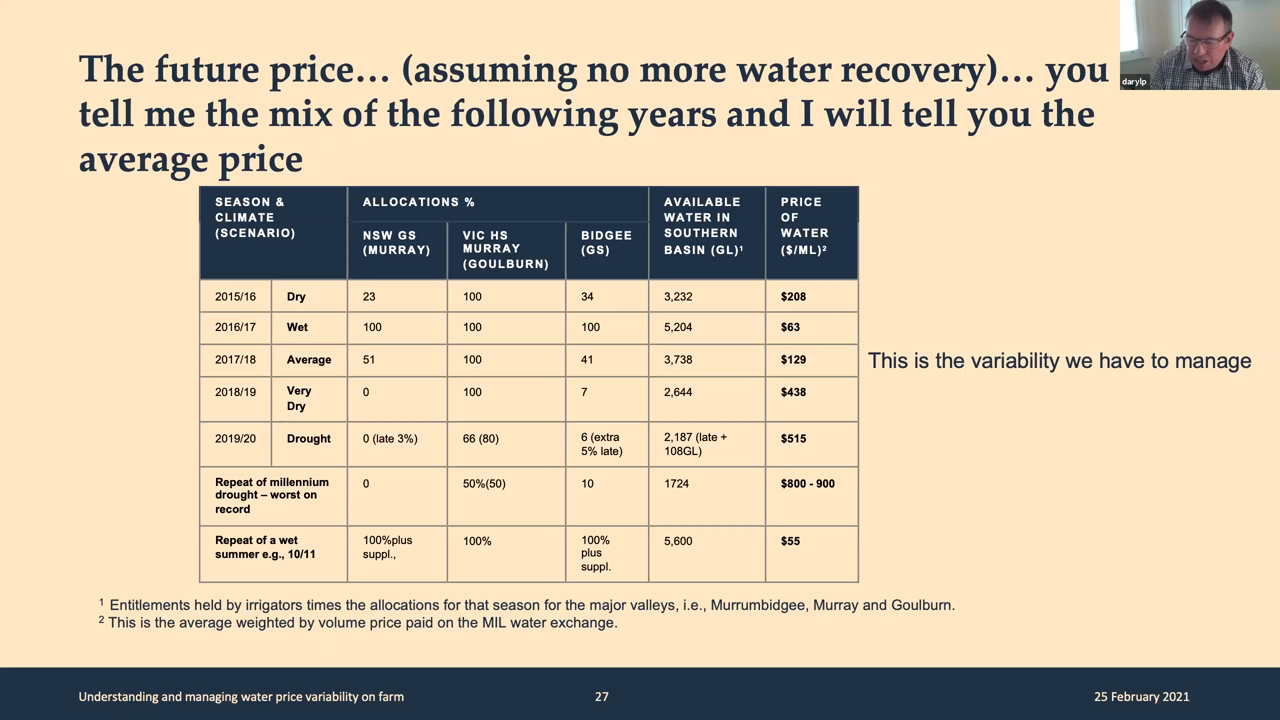 The future price... (assuming no more water recovery)... you
tell me the mix of the following years and I will tell you the
average price
darylp
SEASON & CLIMATE (SCENARIO)
ALLOCATIONS %
AVAILABLE WATER IN SOUTHERN BASIN (GL)¹
PRICE OF WATER ($/ML)²
NSW GS (MURRAY)
VIC HS MURRAY (GOULBURN)
BIDGEE (GS)
2015/16 Dry 23 100 34 3,232 $208
2016/17 Wet 100 100 100 5,204 $63
2017/18 Average 51 100 41 3,738 $129
2018/19 Very Dry 0 100 7 2,644 $438
2019/20 Drought 0 (late 3%) 66 (80) 6 (extra 5% late) 2,187 (late + 108GL) $515
Repeat of millennium drought – worst on record 0 50%(50) 10 1724 $800 - 900
Repeat of a wet summer e.g., 10/11 100%plus suppl., 100% 100% plus suppl. 5,600 $55
This is the variability we have to manage
¹ Entitlements held by irrigators times the allocations for that season for the major valleys, i.e., Murrumbidgee, Murray and Goulburn.
² This is the average weighted by volume price paid on the MIL water exchange.
Understanding and managing water price variability on farm
27
25 February 2021